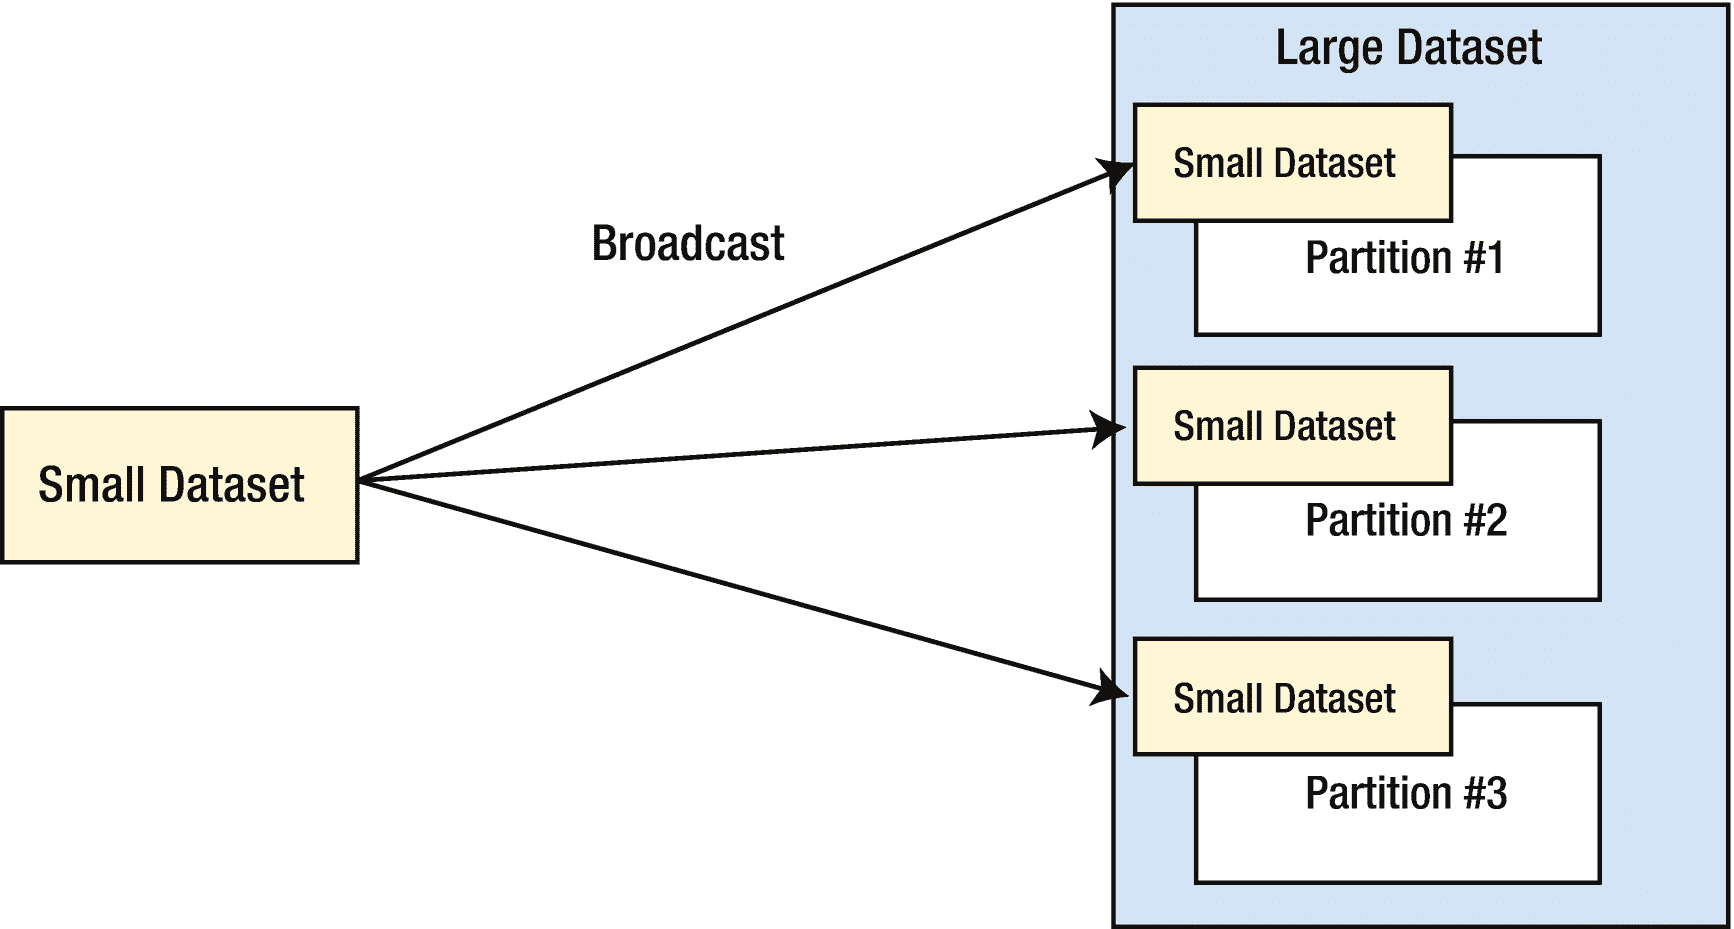 Large Dataset
Small Dataset
Partition #1
Broadcast
Small Dataset
Partition #2
Small Dataset
Small Dataset
Partition #3